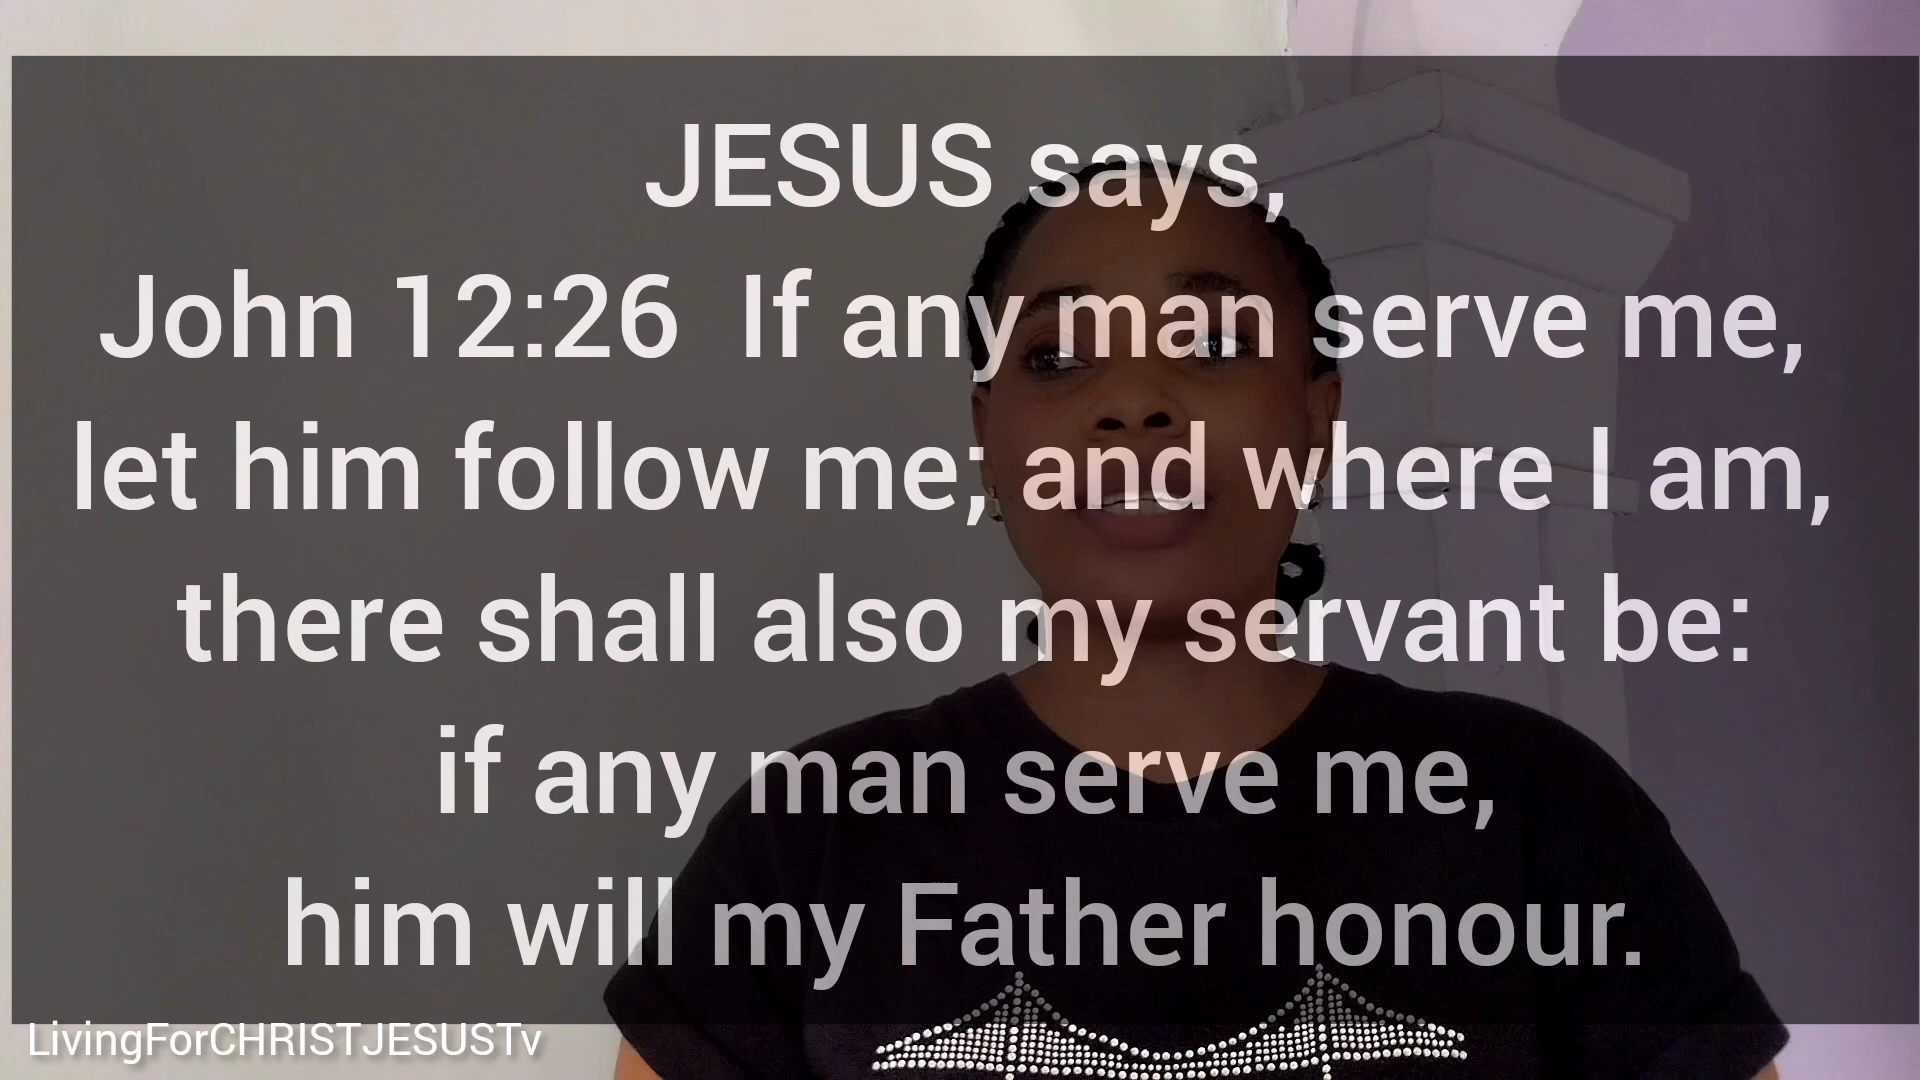 JESUS says,
John 12:26  If any man serve me,
let him follow me; and where I am,
there shall also my servant be:
if any man serve me,
him will my Father honour.
LivingForCHRISTJESUSTv